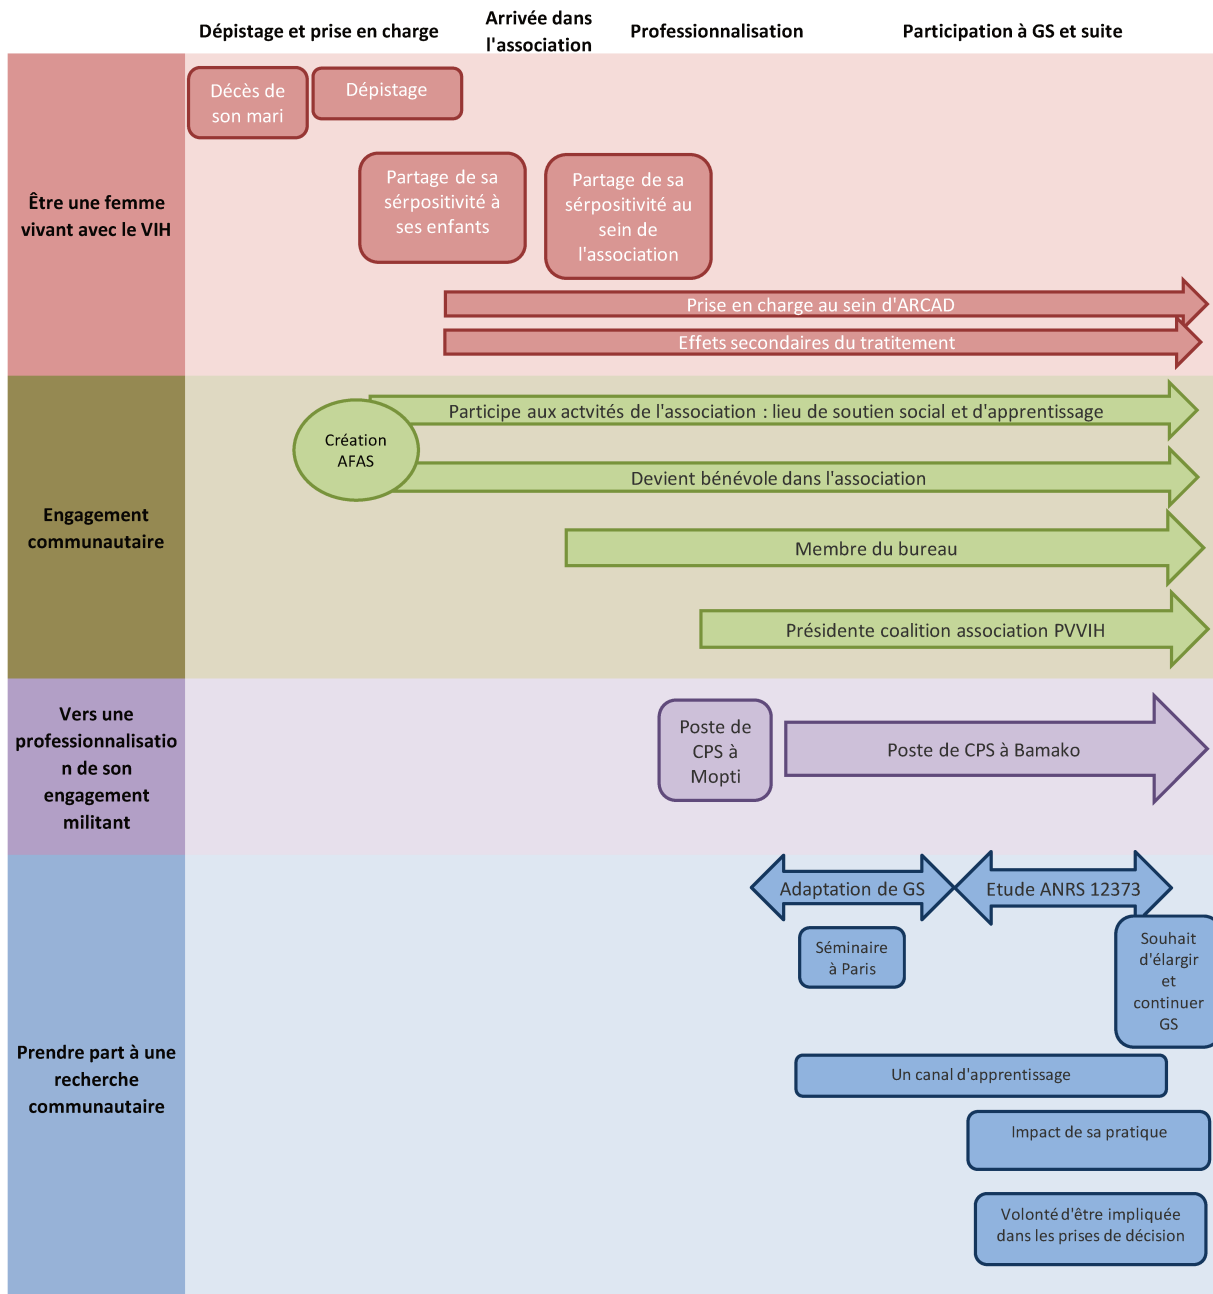 Dépistage et prise en charge
Arrivée dans
l'association
Professionnalisation
Participation à GS et suite
Être une femme
vivant avec le VIH
Décès de
son mari
Dépistage
Partage de sa
sérpositivité à
ses enfants
Partage de sa
sérpositivité au
sein de
l'association
Prise en charge au sein d'ARCAD
Effets secondaires du tratitement
Engagement
communautaire
Création
AFAS
Participe aux actvités de l'association : lieu de soutien social et d'apprentissage
Devient bénévole dans l'association
Membre du bureau
Présidente coalition association PVVIH
Vers une
professionnalisatio
n de son
engagement
militant
Poste de
CPS à
Mopti
Poste de CPS à Bamako
Prendre part à une
recherche
communautaire
Adaptation de GS
Etude ANRS 12373
Séminaire
à Paris
Souhait
d'élargir
et
continuer
GS
Un canal d'apprentissage
Impact de sa pratique
Volonté d'être impliquée
dans les prises de décision